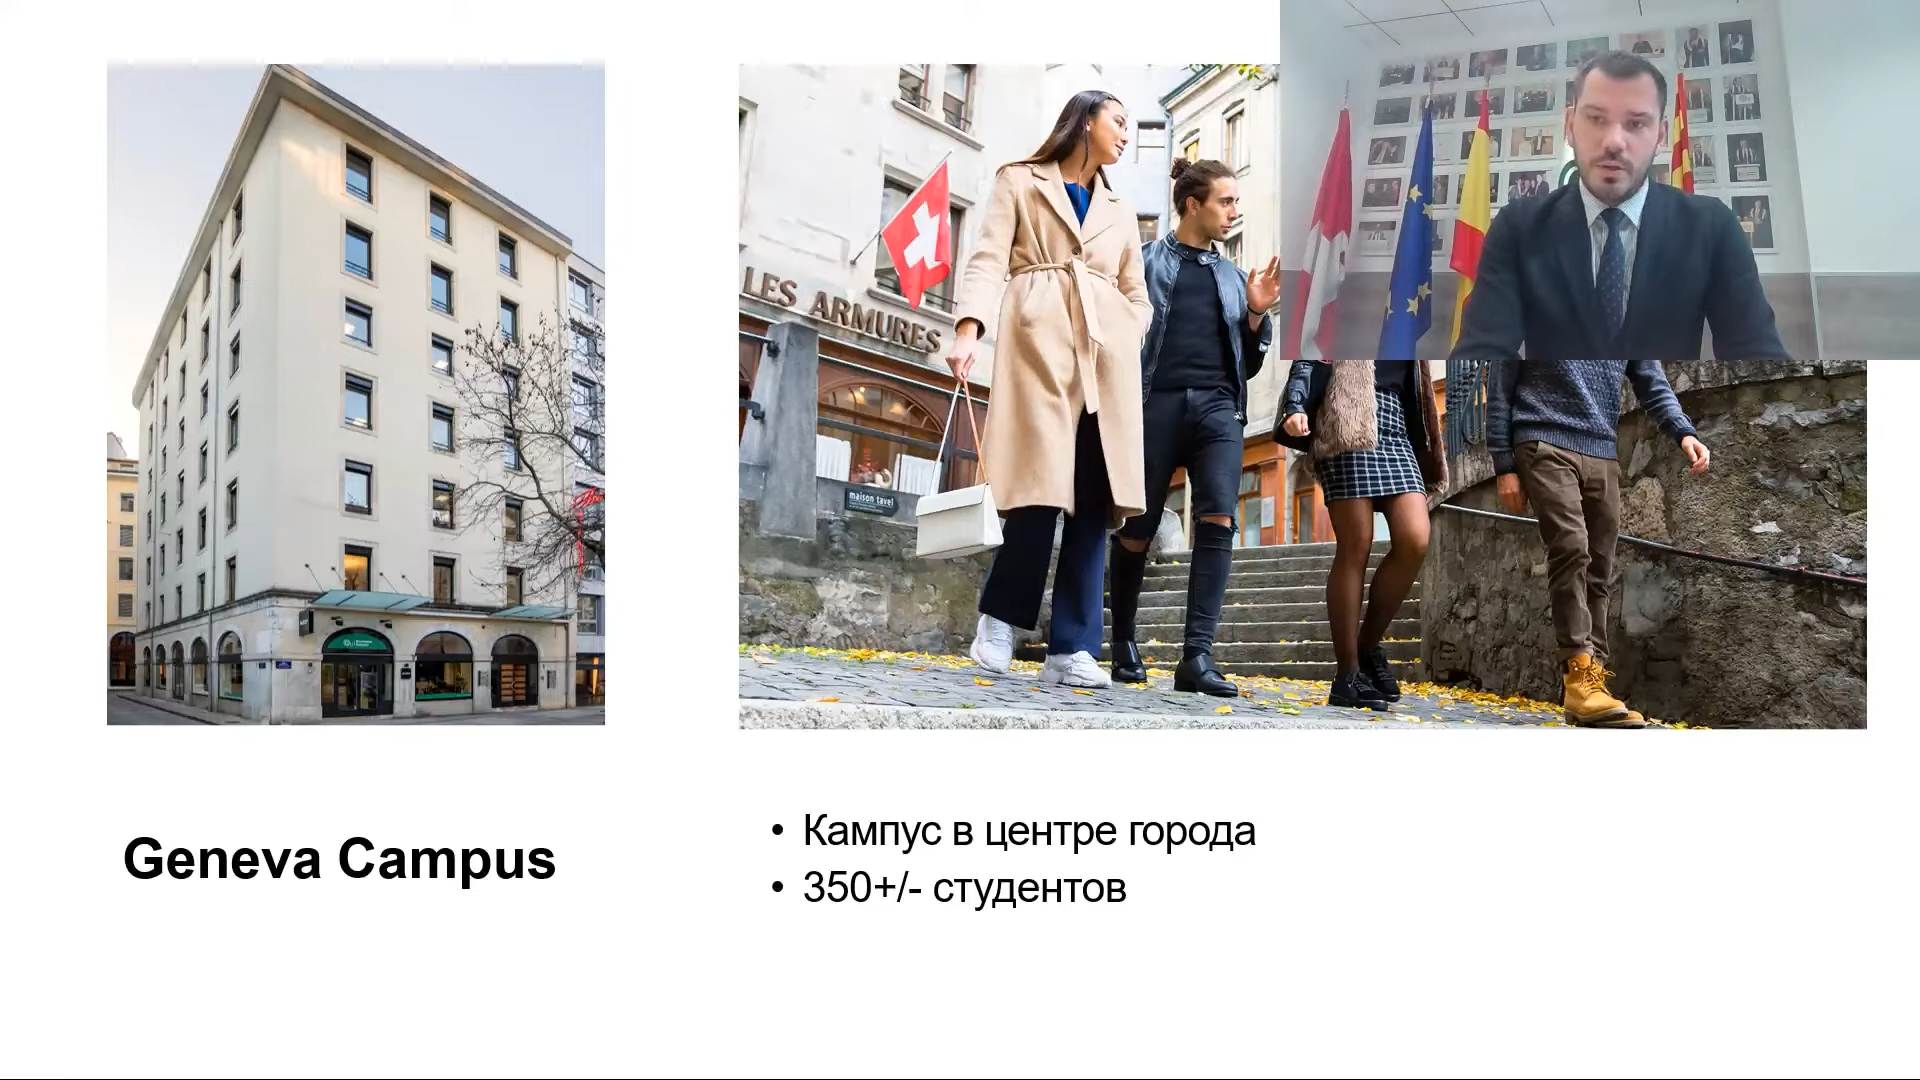 LES ARMURES
maison tavel
Geneva Campus
• Кампус в центре города
• 350+/- студентов